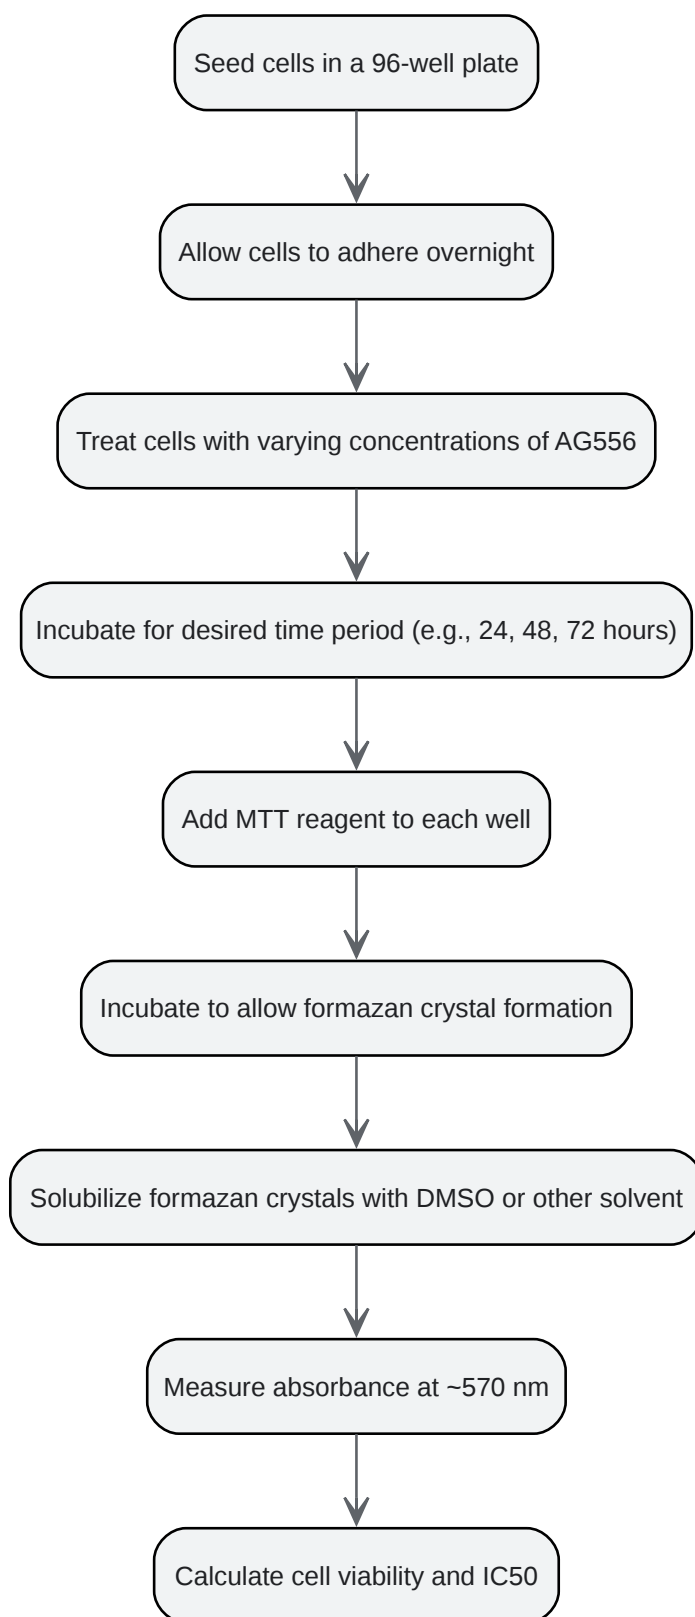 Seed cells in a 96-well plate
Allow cells to adhere overnight
Treat cells with varying concentrations of AG556
Incubate for desired time period (e.g., 24, 48, 72 hours)
Add MTT reagent to each well
Incubate to allow formazan crystal formation
Solubilize formazan crystals with DMSO or other solvent
Measure absorbance at ~570 nm
Calculate cell viability and IC50